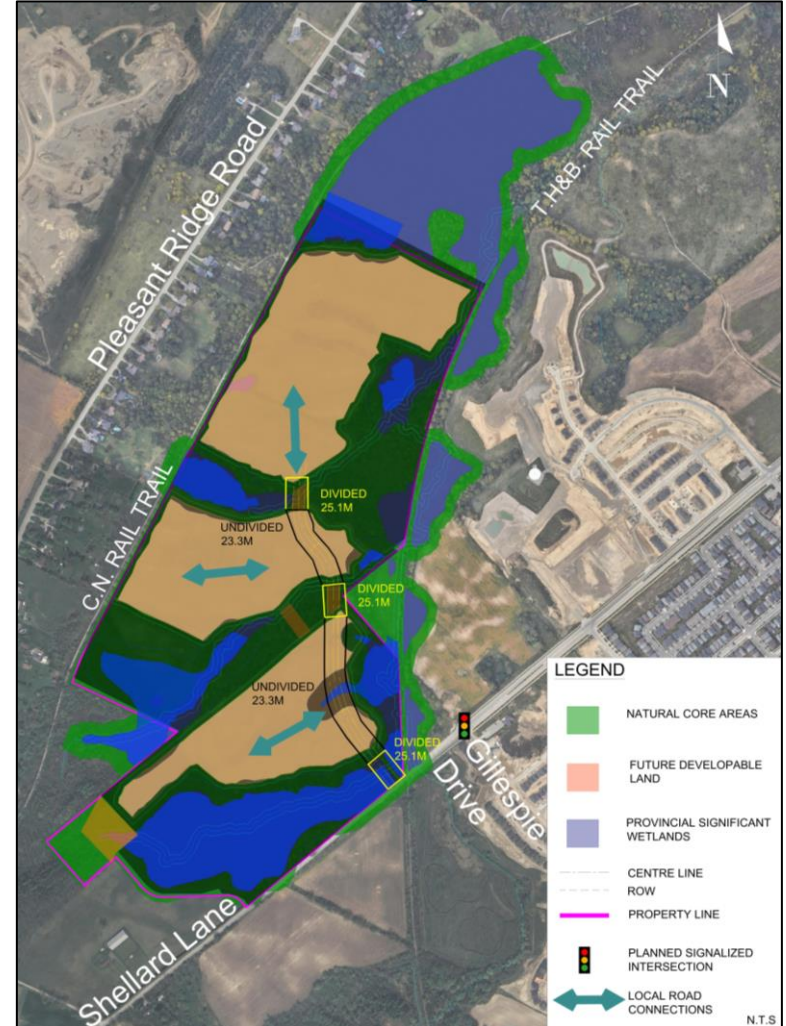 N
T.H&B. RAIL TRAIL
Pleasant Ridge Road
C.N. RAIL TRAIL
DIVIDED
25.1M
UNDIVIDED
23.3M
DIVIDED
25.1M
UNDIVIDED
23.3M
DIVIDED
25.1M
Gillespie
Drive
Shellard Lane
LEGEND
NATURAL CORE AREAS
FUTURE DEVELOPABLE
LAND
PROVINCIAL SIGNIFICANT
WETLANDS
CENTRE LINE
ROW
PROPERTY LINE
PLANNED SIGNALIZED
INTERSECTION
LOCAL ROAD
CONNECTIONS
N.T.S